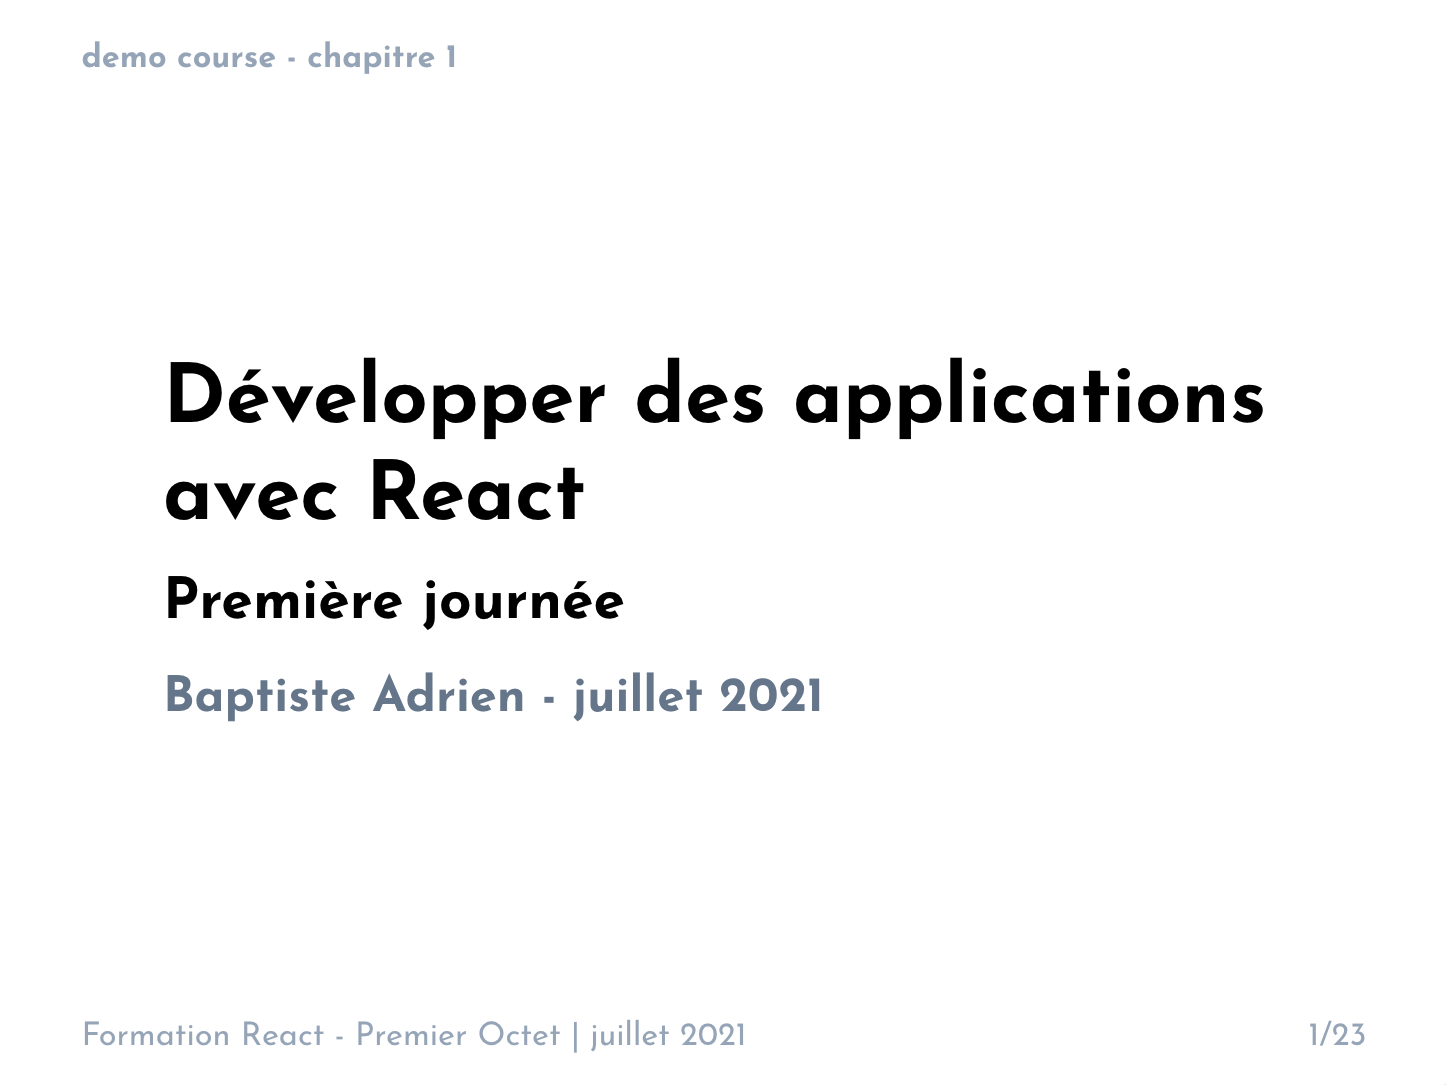 demo course - chapitre 1
Développer des applications
avec React
Première journée
Baptiste Adrien - juillet 2021
Formation React - Premier Octet | juillet 2021
1/23